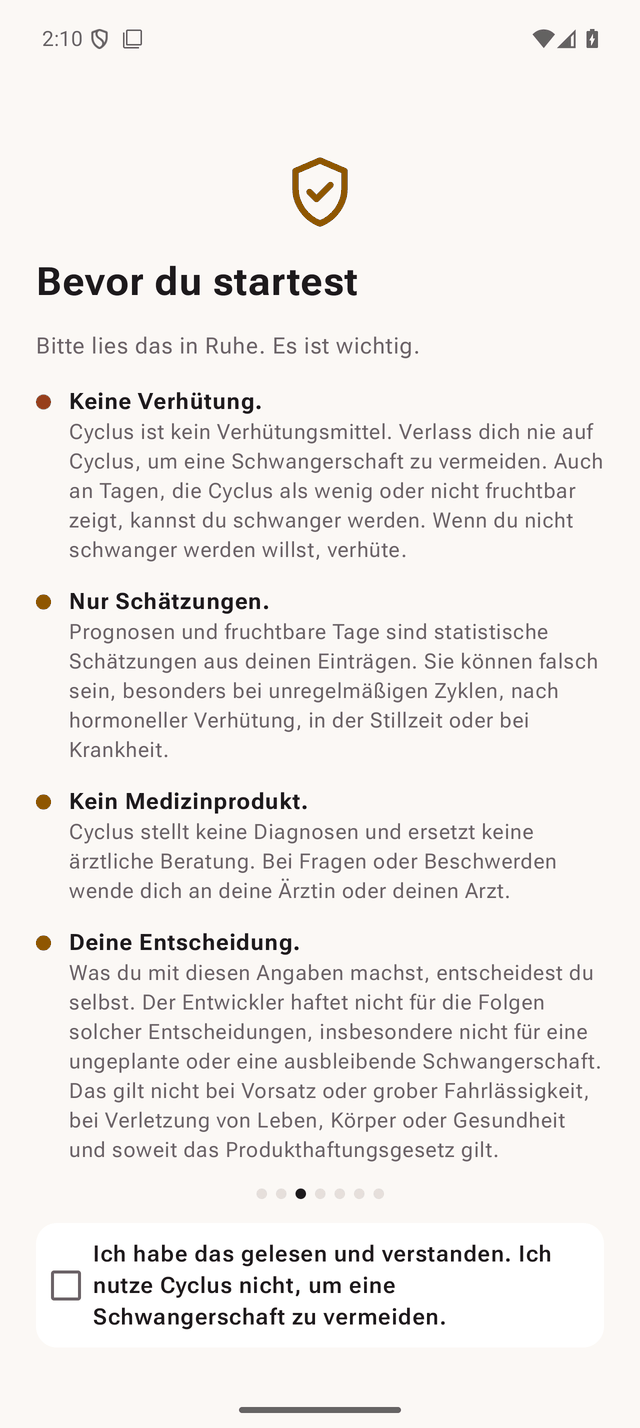 2:10
Bevor du startest
Bitte lies das in Ruhe. Es ist wichtig.
Keine Verhütung.
Cyclus ist kein Verhütungsmittel. Verlass dich nie auf
Cyclus, um eine Schwangerschaft zu vermeiden. Auch
an Tagen, die Cyclus als wenig oder nicht fruchtbar
zeigt, kannst du schwanger werden. Wenn du nicht
schwanger werden willst, verhüte.
Nur Schätzungen.
Prognosen und fruchtbare Tage sind statistische
Schätzungen aus deinen Einträgen. Sie können falsch
sein, besonders bei unregelmäßigen Zyklen, nach
hormoneller Verhütung, in der Stillzeit oder bei
Krankheit.
Kein Medizinprodukt.
Cyclus stellt keine Diagnosen und ersetzt keine
ärztliche Beratung. Bei Fragen oder Beschwerden
wende dich an deine Ärztin oder deinen Arzt.
Deine Entscheidung.
Was du mit diesen Angaben machst, entscheidest du
selbst. Der Entwickler haftet nicht für die Folgen
solcher Entscheidungen, insbesondere nicht für eine
ungeplante oder eine ausbleibende Schwangerschaft.
Das gilt nicht bei Vorsatz oder grober Fahrlässigkeit,
bei Verletzung von Leben, Körper oder Gesundheit
und soweit das Produkthaftungsgesetz gilt.
Ich habe das gelesen und verstanden. Ich
nutze Cyclus nicht, um eine
Schwangerschaft zu vermeiden.